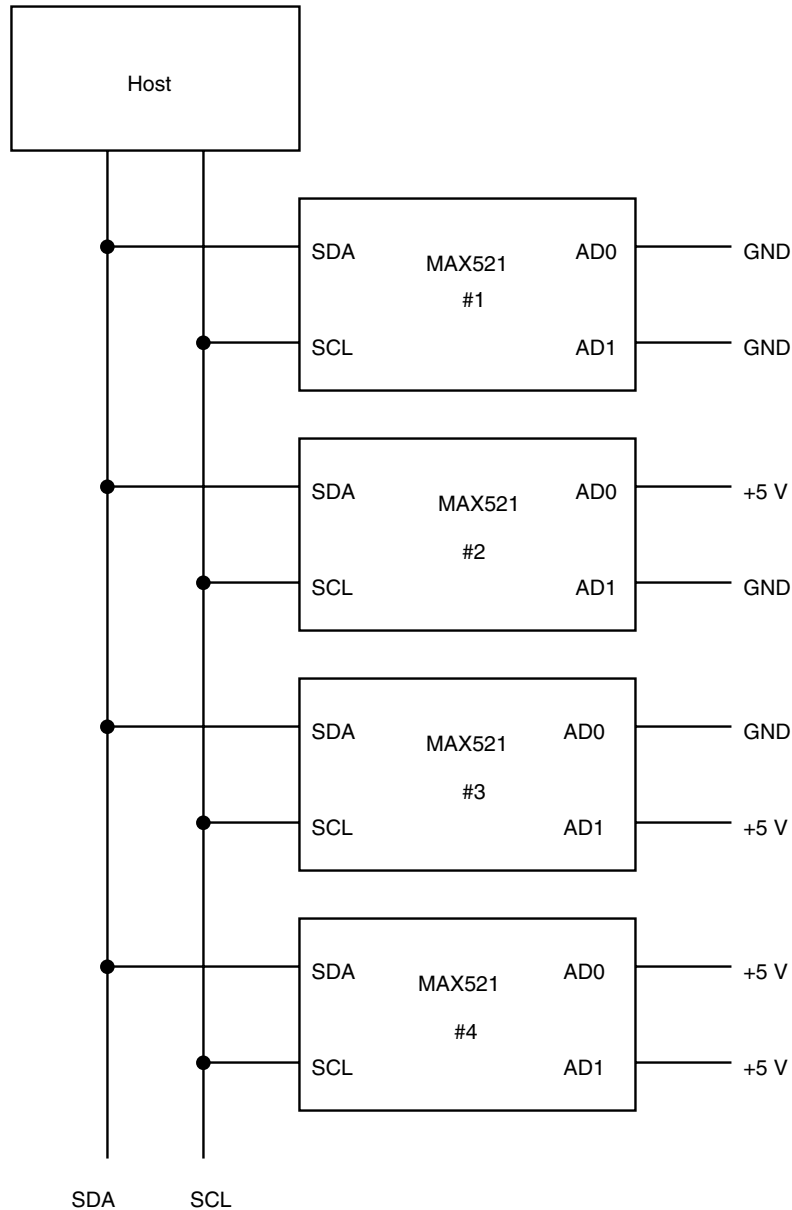 Host
SDA
MAX521
#1
AD0
GND
SCL
AD1
GND
SDA
MAX521
#2
AD0
+5 V
SCL
AD1
GND
SDA
MAX521
#3
AD0
GND
SCL
AD1
+5 V
SDA
MAX521
#4
AD0
+5 V
SCL
AD1
+5 V
SDA
SCL